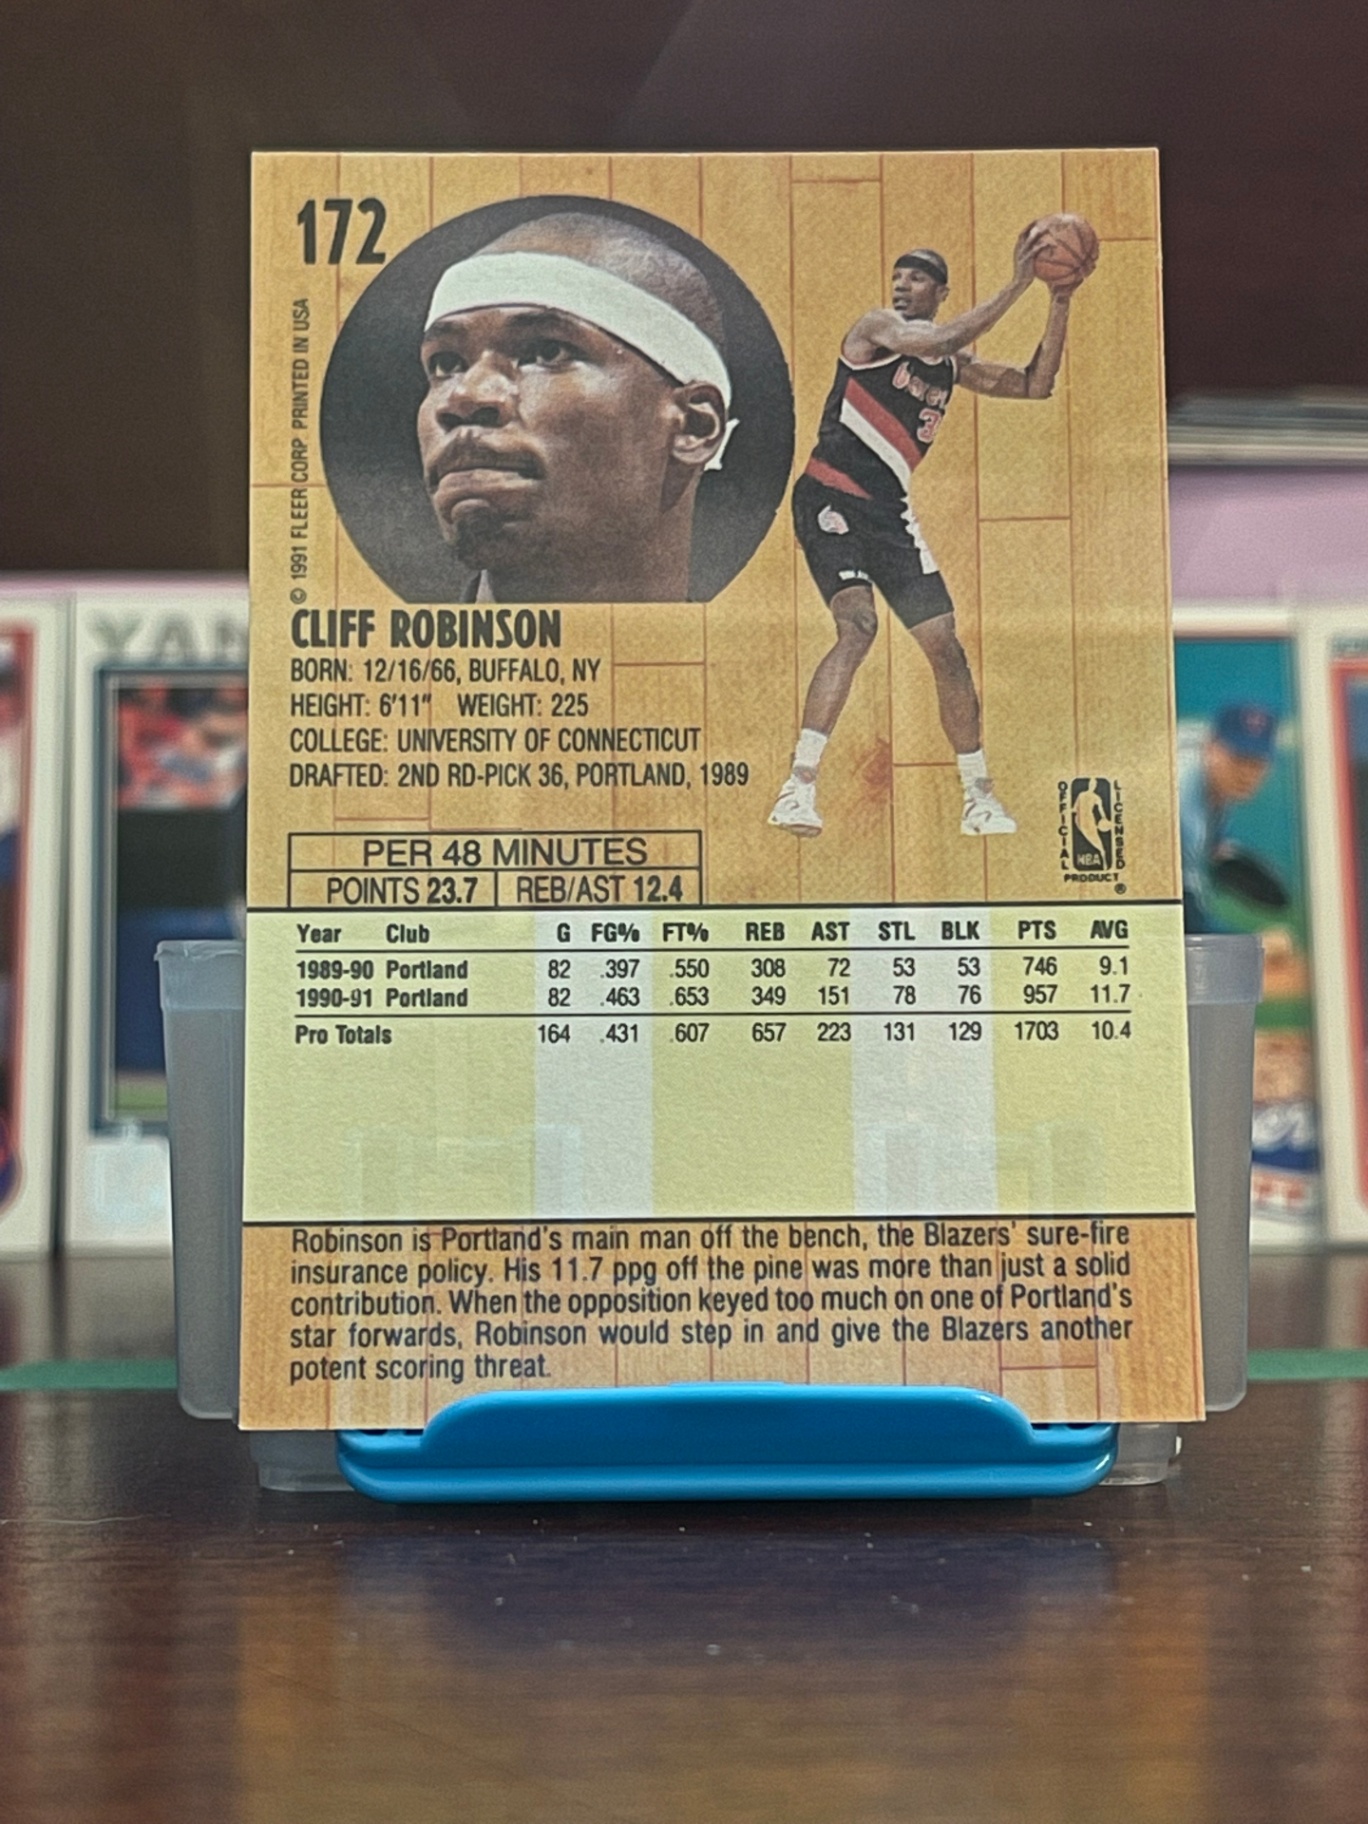 172
© 1991 FLEER CORP PRINTED IN USA
CLIFF ROBINSON
BORN: 12/16/66, BUFFALO, NY
HEIGHT: 6'11" WEIGHT: 225
COLLEGE: UNIVERSITY OF CONNECTICUT
DRAFTED: 2ND RD-PICK 36, PORTLAND, 1989
OFFICIAL LICENSED
NBA
PRODUCT ®
PER 48 MINUTES
POINTS 23.7 REB/AST 12.4
Year Club G FG% FT% REB AST STL BLK PTS AVG
1989-90 Portland 82 .397 .550 308 72 53 53 746 9.1
1990-91 Portland 82 .463 .653 349 151 78 76 957 11.7
Pro Totals 164 .431 .607 657 223 131 129 1703 10.4
Robinson is Portland's main man off the bench, the Blazers' sure-fire
insurance policy. His 11.7 ppg off the pine was more than just a solid
contribution. When the opposition keyed too much on one of Portland's
star forwards, Robinson would step in and give the Blazers another
potent scoring threat.